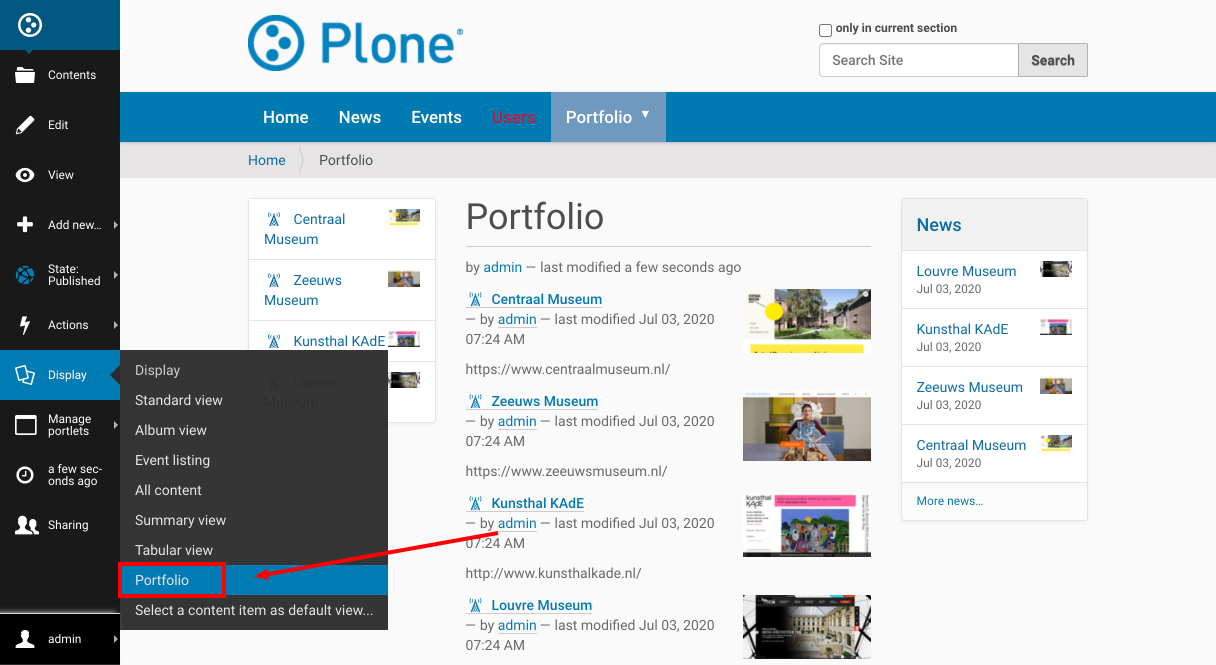 Contents
Edit
View
Add new...
State:
Published
Actions
Display
Manage
portlets
a few sec-
onds ago
Sharing
admin
Plone®
only in current section
Search Site
Search
Home
News
Events
Users
Portfolio ▼
Home
Portfolio
Centraal
Museum
Zeeuws
Museum
Kunsthal KAdE
Louvre
Museum
Display
Standard view
Album view
Event listing
All content
Summary view
Tabular view
Portfolio
Select a content item as default view...
Portfolio
by admin — last modified a few seconds ago
Centraal Museum
— by admin — last modified Jul 03, 2020
07:24 AM
https://www.centraalmuseum.nl/
Zeeuws Museum
— by admin — last modified Jul 03, 2020
07:24 AM
https://www.zeeuwsmuseum.nl/
Kunsthal KAdE
— by admin — last modified Jul 03, 2020
07:24 AM
http://www.kunsthalkade.nl/
kunsthal
KAdE
Louvre Museum
— by admin — last modified Jul 03, 2020
07:24 AM
News
Louvre Museum
Jul 03, 2020
Kunsthal KAdE
Jul 03, 2020
Zeeuws Museum
Jul 03, 2020
Centraal Museum
Jul 03, 2020
More news...